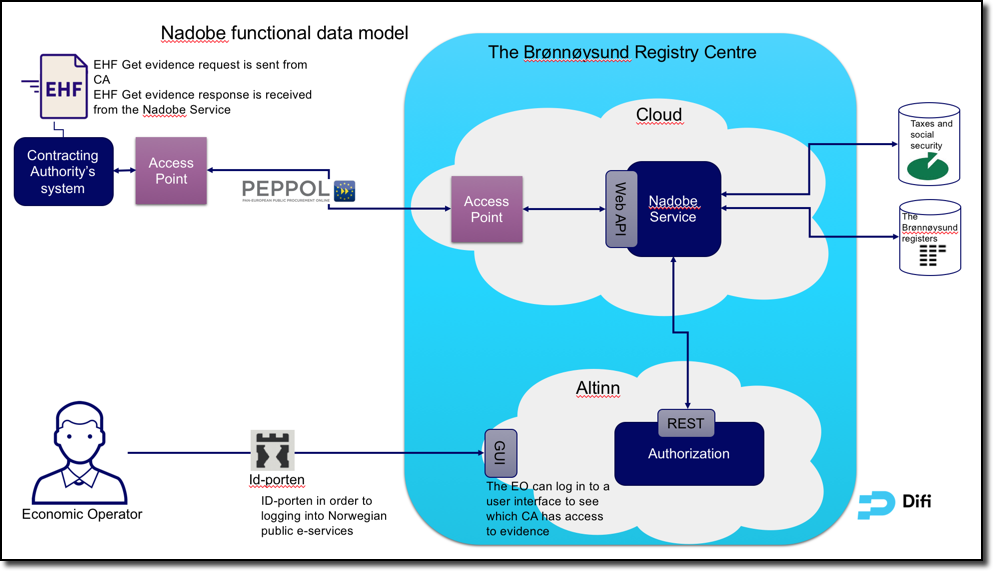 Nadobe functional data model
EHF
EHF Get evidence request is sent from
CA
EHF Get evidence response is received
from the Nadobe Service
Contracting
Authority's
system
Access
Point
PEPPOL
PAN-EUROPEAN PUBLIC PROCUREMENT ONLINE
The Brønnøysund Registry Centre
Cloud
Access
Point
Web API
Nadobe
Service
Taxes and
social
security
The
Brønnøysund
registers
Altinn
REST
Authorization
GUI
The EO can log in to a
user interface to see
which CA has access
to evidence
Economic Operator
Id-porten
ID-porten in order to
logging into Norwegian
public e-services
Difi